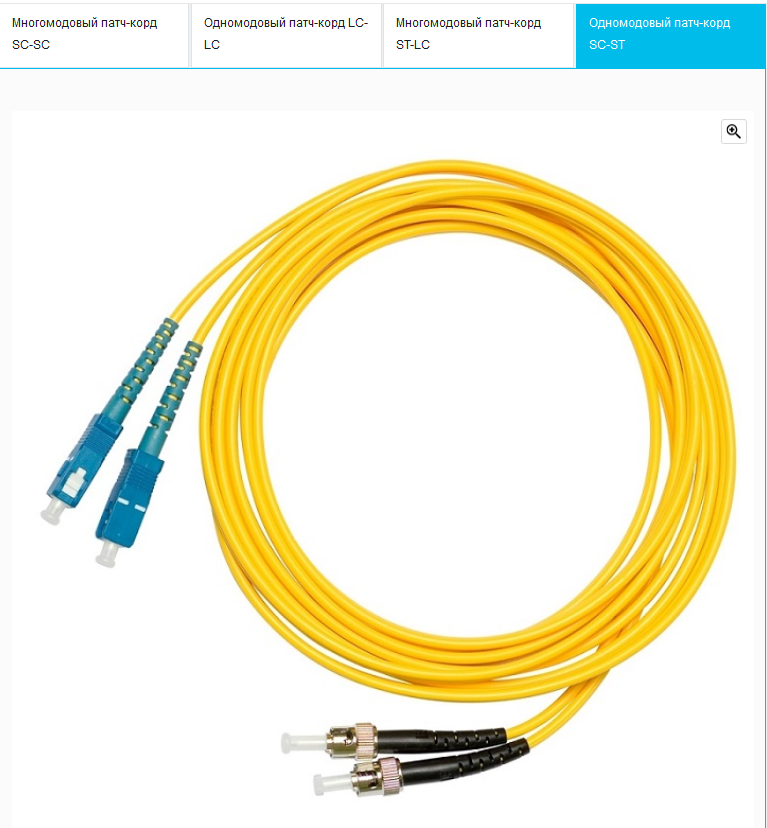 Многомодовый патч-корд
SC-SC
Одномодовый патч-корд LC-
LC
Многомодовый патч-корд
ST-LC
Одномодовый патч-корд
SC-ST